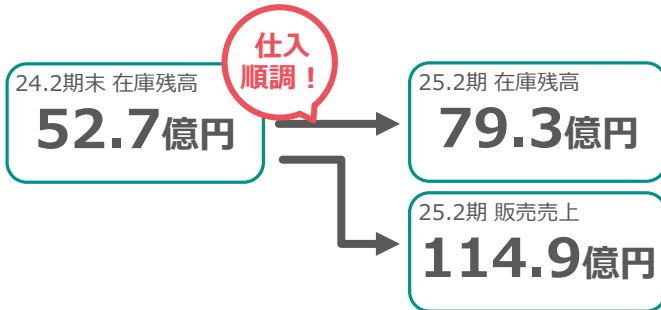 仕入
順調！
24.2期末 在庫残高
52.7億円
25.2期 在庫残高
79.3億円
25.2期 販売売上
114.9億円